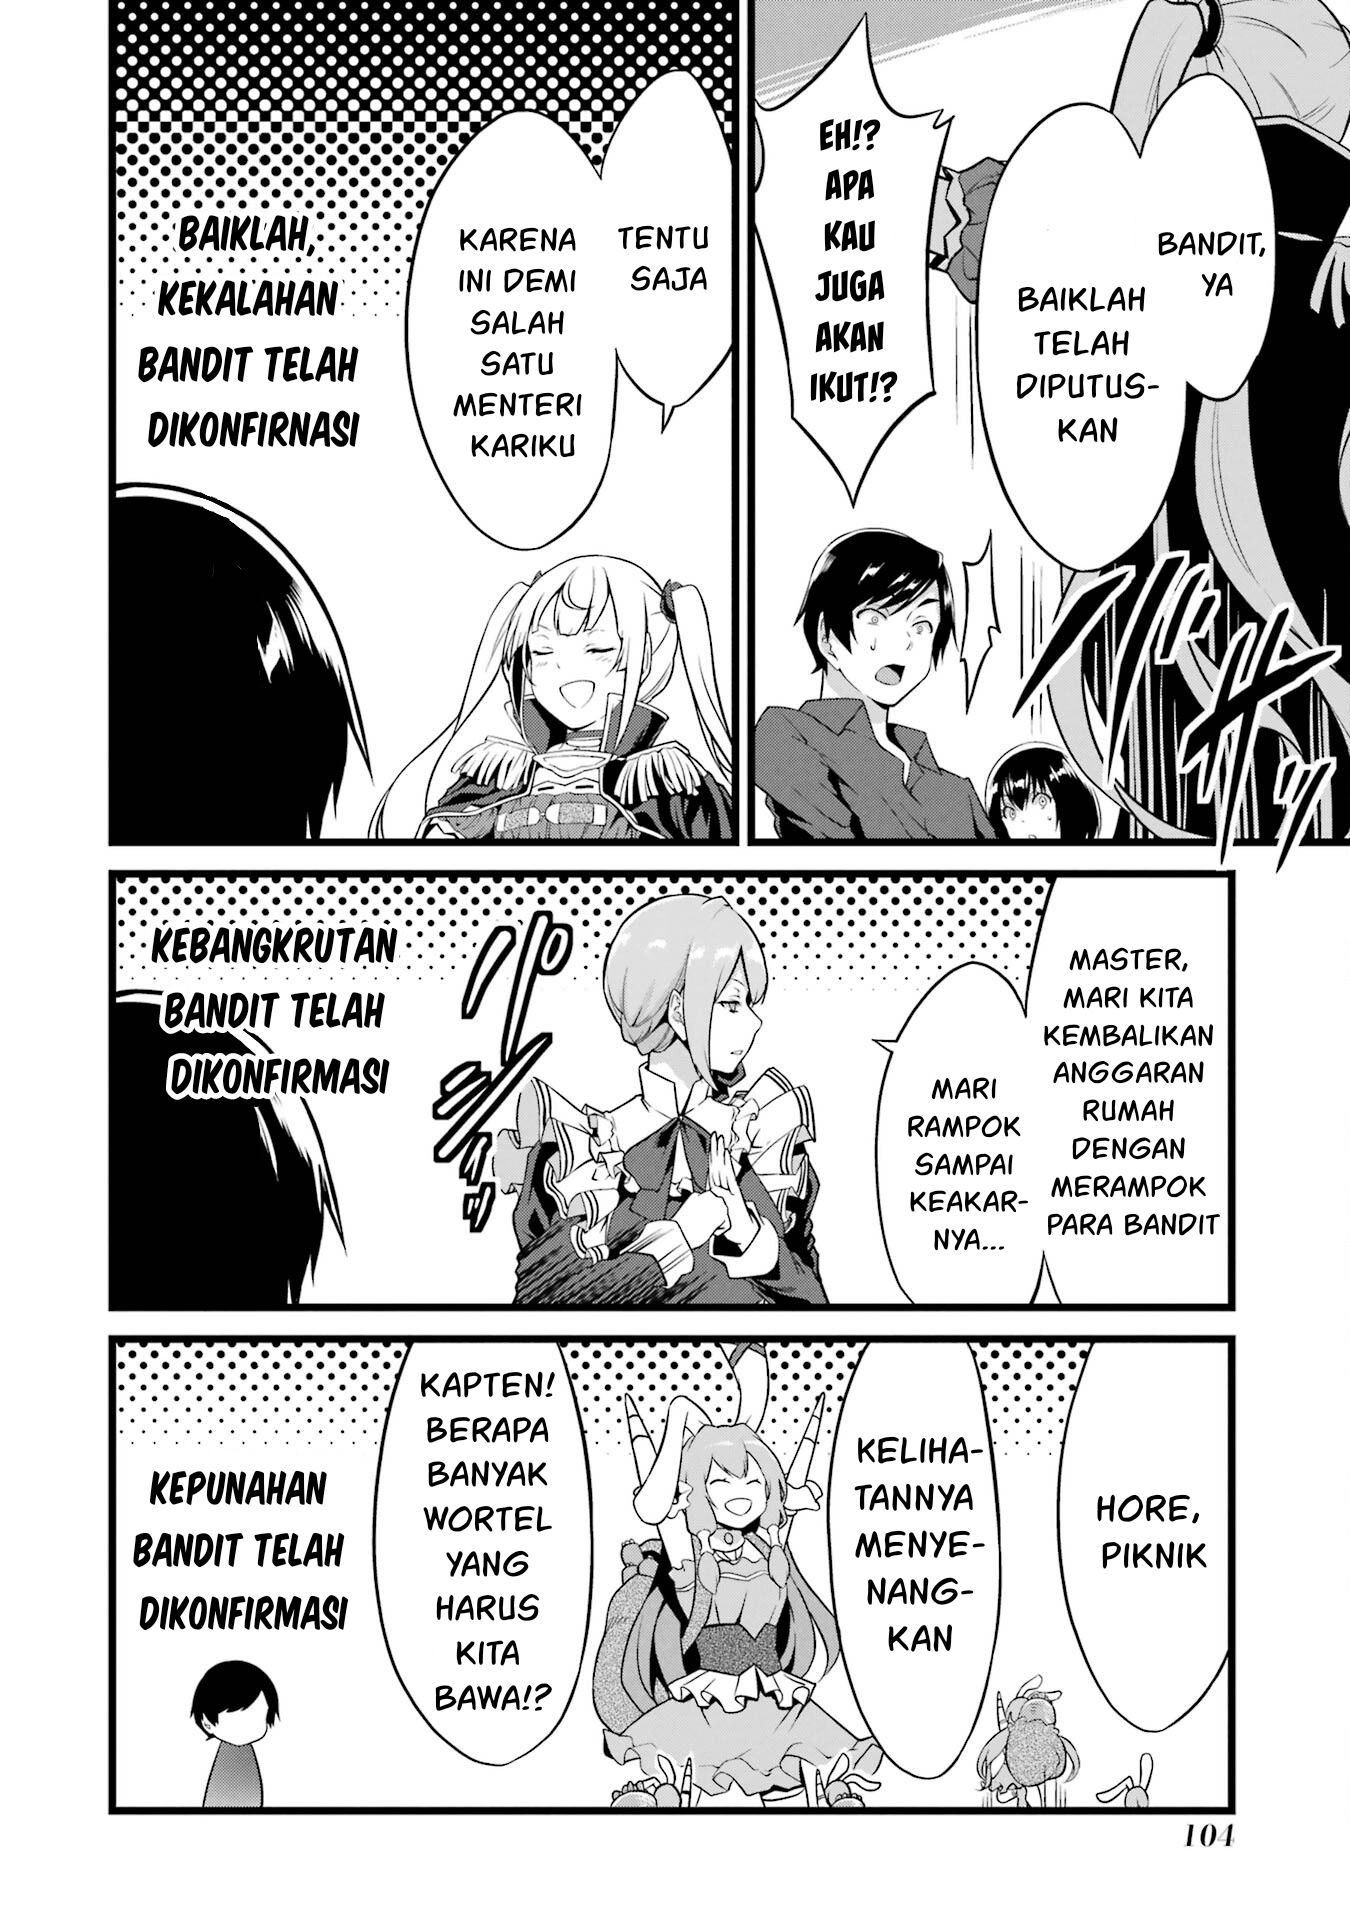 BANDIT,
YA
BAIKLAH
TELAH
DIPUTUS-
KAN
EH!?
APA
KAU
JUGA
AKAN
IKUT!?
TENTU
SAJA
KARENA
INI DEMI
SALAH
SATU
MENTERI
KARIKU
BAIKLAH,
KEKALAHAN
BANDIT TELAH
DIKONFIRNASI
MASTER,
MARI KITA
KEMBALIKAN
ANGGARAN
RUMAH
DENGAN
MERAMPOK
PARA BANDIT
MARI
RAMPOK
SAMPAI
KEAKAR-
NYA...
KEBANGKRUTAN
BANDIT TELAH
DIKONFIRMASI
HORE,
PIKNIK
KELIHA-
TANNYA
MENYE-
NANG-
KAN
KAPTEN!
BERAPA
BANYAK
WORTEL
YANG
HARUS
KITA
BAWA!?
KEPUNAHAN
BANDIT TELAH
DIKONFIRMASI
104